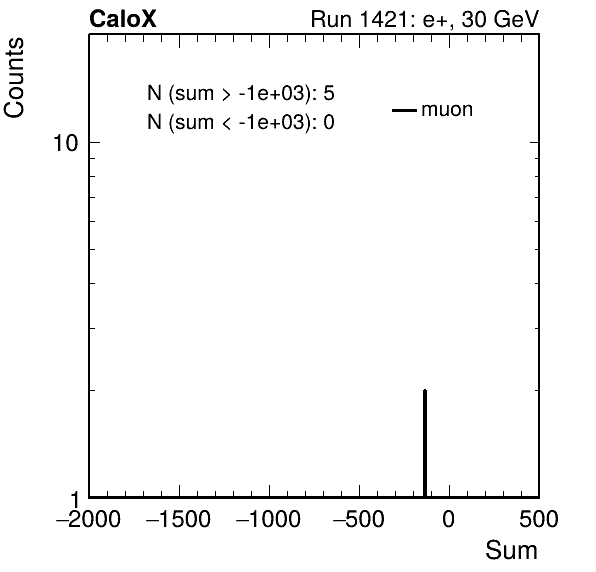 CaloX Run 1421: e+, 30 GeV
Counts
N (sum > -1e+03): 5
N (sum < -1e+03): 0
muon
10
1
−2000 −1500 −1000 −500 0 500
Sum